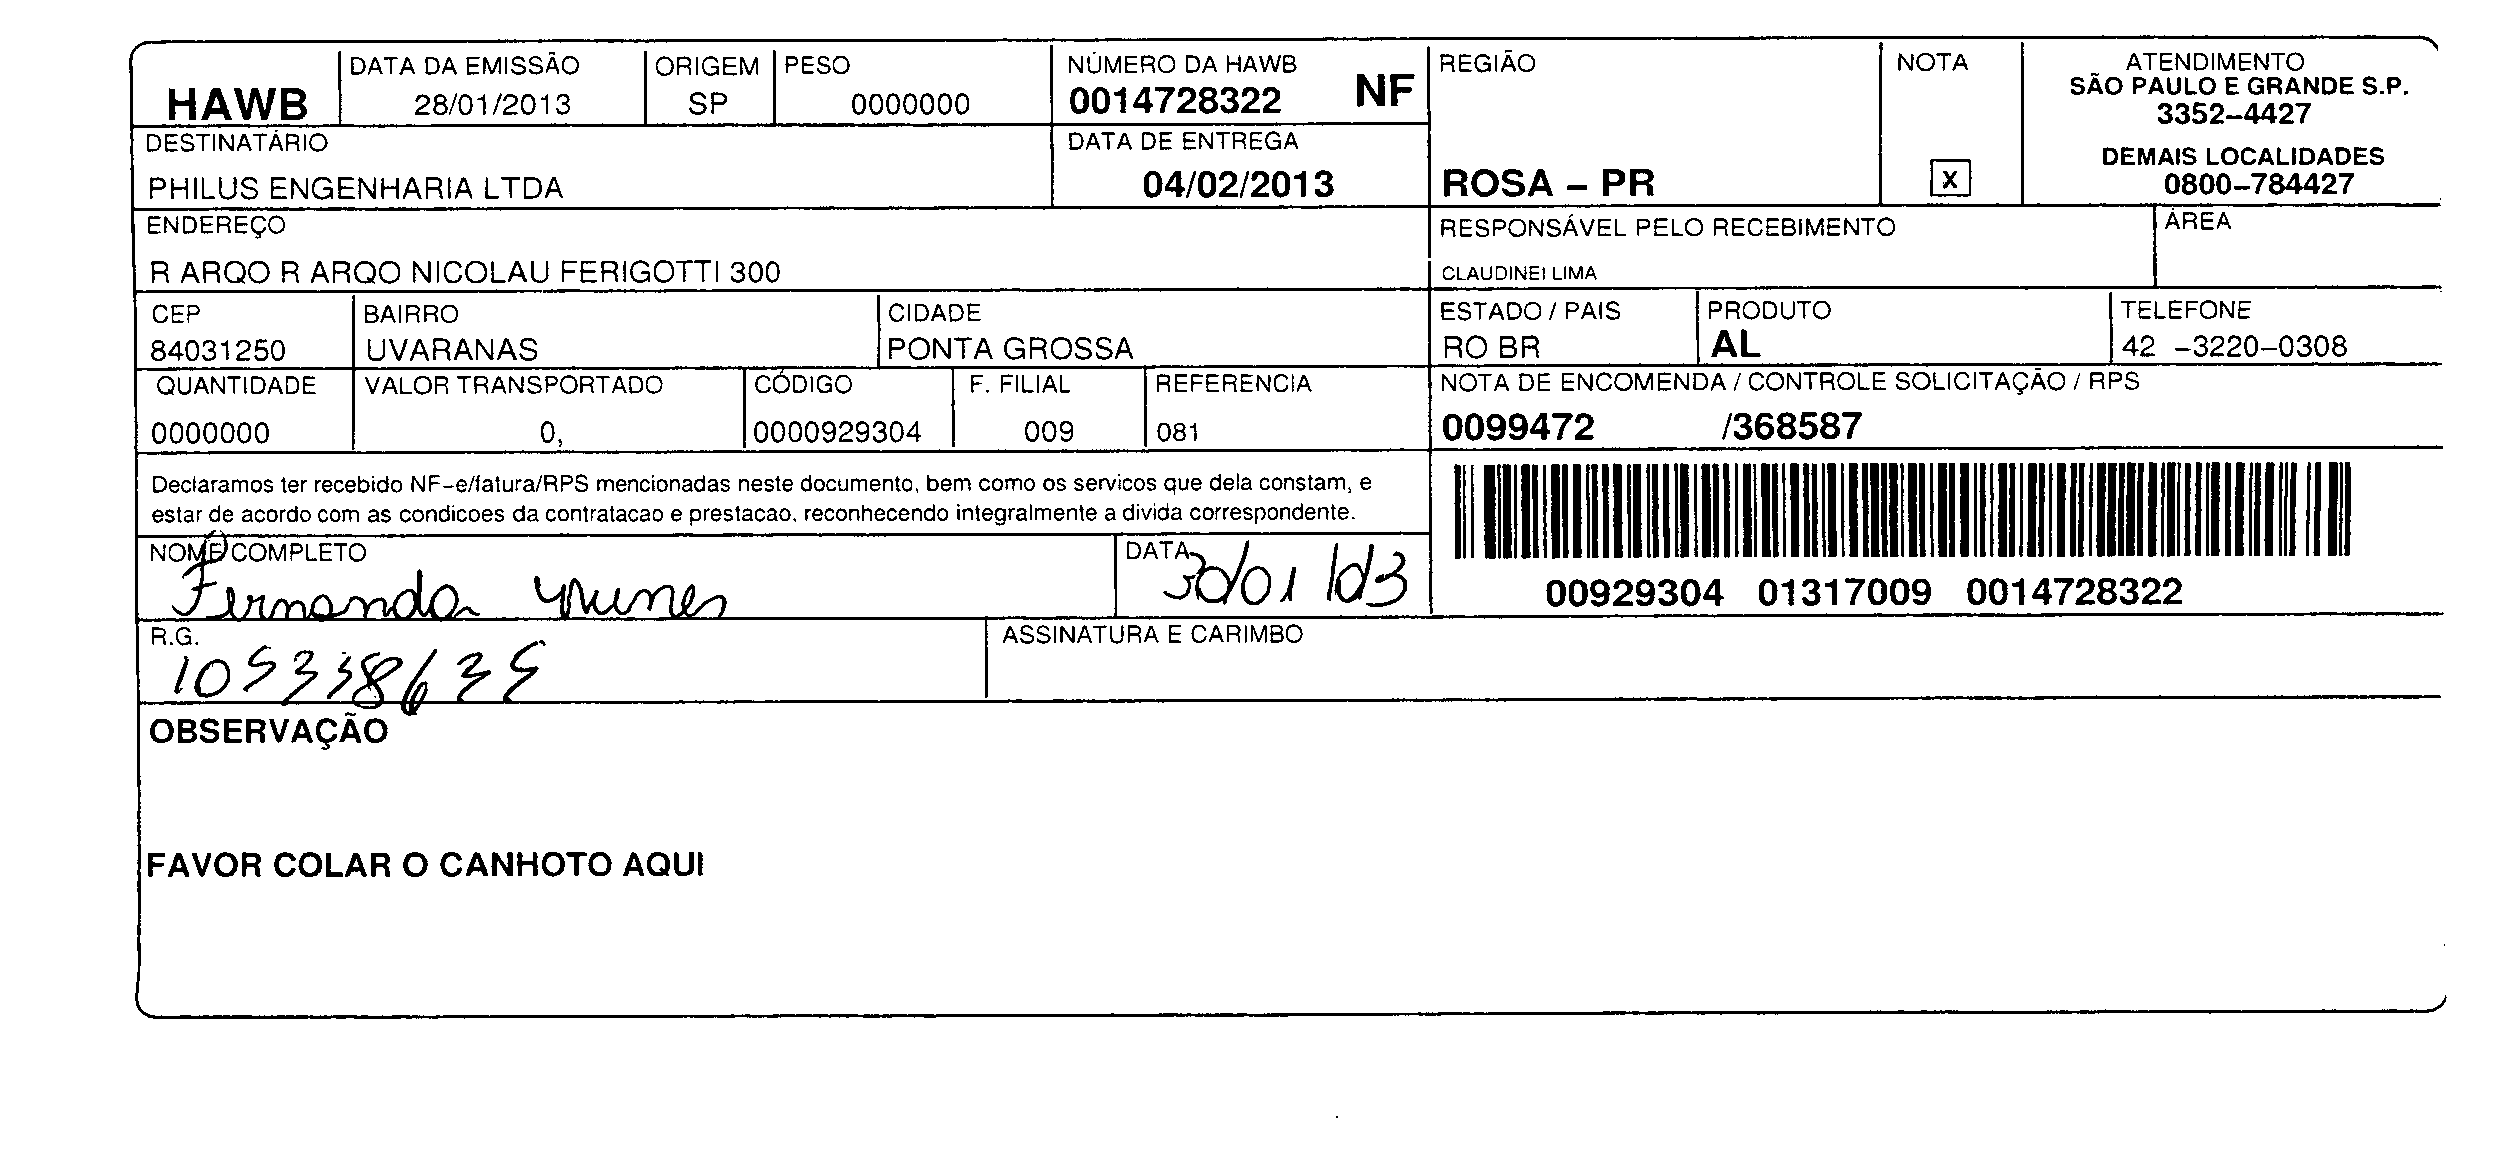 HAWB
DATA DA EMISSÃO
28/01/2013
ORIGEM
SP
PESO
0000000
NÚMERO DA HAWB
0014728322 NF
REGIÃO
ROSA – PR
NOTA
X
ATENDIMENTO
SÃO PAULO E GRANDE S.P.
3352–4427
DEMAIS LOCALIDADES
0800–784427
DESTINATÁRIO
PHILUS ENGENHARIA LTDA
DATA DE ENTREGA
04/02/2013
ENDEREÇO
R ARQO R ARQO NICOLAU FERIGOTTI 300
RESPONSÁVEL PELO RECEBIMENTO
CLAUDINEI LIMA
ÁREA
CEP
84031250
BAIRRO
UVARANAS
CIDADE
PONTA GROSSA
ESTADO / PAIS
RO BR
PRODUTO
AL
TELEFONE
42 –3220–0308
QUANTIDADE
0000000
VALOR TRANSPORTADO
0,
CÓDIGO
0000929304
F. FILIAL
009
REFERENCIA
081
NOTA DE ENCOMENDA / CONTROLE SOLICITAÇÃO / RPS
0099472 /368587
Declaramos ter recebido NF–e/fatura/RPS mencionadas neste documento, bem como os servicos que dela constam, e
estar de acordo com as condicoes da contratacao e prestacao, reconhecendo integralmente a divida correspondente.
00929304 01317009 0014728322
NOME COMPLETO
Fernanda Nunes
DATA
30/01
R.G.
ASSINATURA E CARIMBO
OBSERVAÇÃO
FAVOR COLAR O CANHOTO AQUI